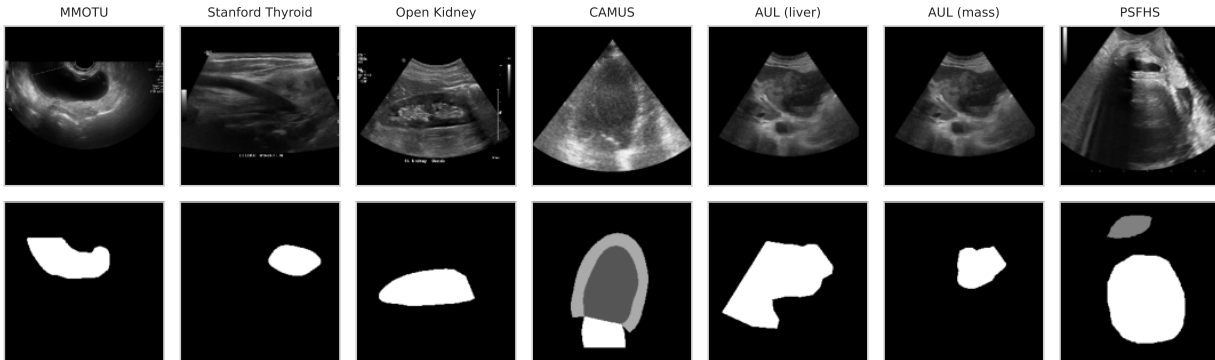 MMOTU
Stanford Thyroid
Open Kidney
CAMUS
AUL (liver)
AUL (mass)
PSFHS